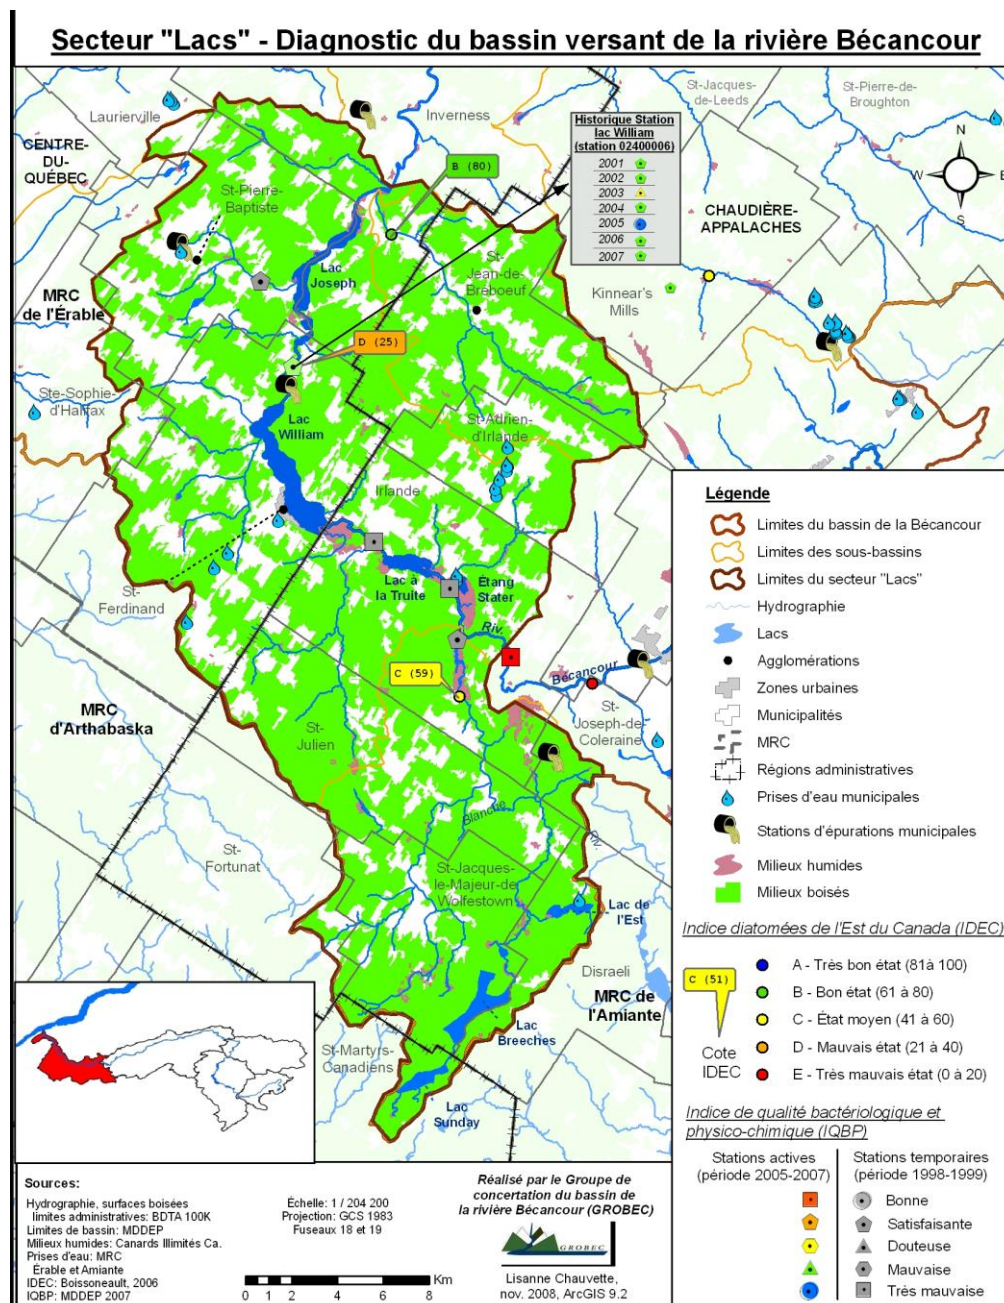 Secteur "Lacs" - Diagnostic du bassin versant de la rivière Bécancour
St-Jacques-
de-Leeds
St-Pierre-de-
Broughton
Laurierville
Inverness
Historique Station
lac William
(station 02400006)
2001
2002
2003
2004
2005
2006
2007
N
W
E
S
CENTRE-
DU-
QUÉBEC
B (80)
St-Pierre-
Baptiste
CHAUDIÈRE-
APPALACHES
St-
Jean-de-
Bréboeuf
Lac
Joseph
Kinnear's
Mills
MRC
de l'Érable
D (25)
Ste-Sophie-
d'Halifax
Lac
William
St-Adrien-
d'Irlande
Irlande
Lac à
la Truite
Étang
Stater
St-
Ferdinand
Riv.
Bécancour
C (59)
St-
Joseph-de-
Coleraine
MRC
d'Arthabaska
St-
Julien
Blanche
Riv.
St-
Fortunat
St-Jacques-
le-Majeur-de-
Wolfestown
Lac de
l'Est
Disraeli
MRC de
l'Amiante
Lac
Breeches
St-Martyrs-
Canadiens
Lac
Sunday
Légende
Limites du bassin de la Bécancour
Limites des sous-bassins
Limites du secteur "Lacs"
Hydrographie
Lacs
Agglomérations
Zones urbaines
Municipalités
MRC
Régions administratives
Prises d'eau municipales
Stations d'épurations municipales
Milieux humides
Milieux boisés
Indice diatomées de l'Est du Canada (IDEC)
C (51)
Cote
IDEC
A - Très bon état (81à 100)
B - Bon état (61 à 80)
C - État moyen (41 à 60)
D - Mauvais état (21 à 40)
E - Très mauvais état (0 à 20)
Indice de qualité bactériologique et
physico-chimique (IQBP)
Stations actives
(période 2005-2007)
Stations temporaires
(période 1998-1999)
Bonne
Satisfaisante
Douteuse
Mauvaise
Très mauvaise
Sources:
Hydrographie, surfaces boisées
limites administratives: BDTA 100K
Limites de bassin: MDDEP
Milieux humides: Canards Illimités Ca.
Prises d'eau: MRC
Érable et Amiante
IDEC: Boissoneault, 2006
IQBP: MDDEP 2007
Échelle: 1 / 204 200
Projection: GCS 1983
Fuseaux 18 et 19
Km
0 1 2 4 6 8
Réalisé par le Groupe de
concertation du bassin de
la rivière Bécancour (GROBEC)
GROBEC
Lisanne Chauvette,
nov. 2008, ArcGIS 9.2